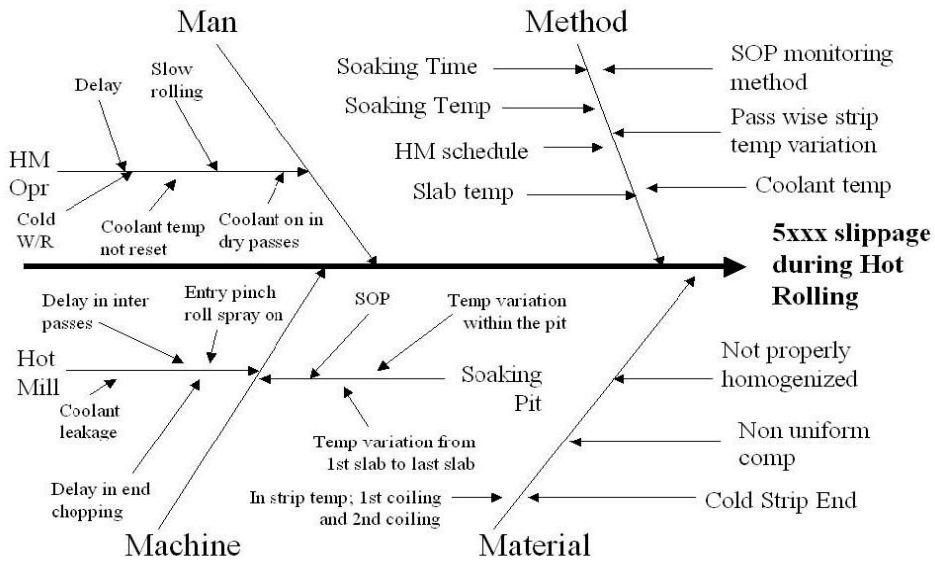 Man
Method
Delay
Slow
rolling
HM
Opr
Cold
W/R
Coolant temp
not reset
Coolant on in
dry passes
Soaking Time
Soaking Temp
HM schedule
Slab temp
SOP monitoring
method
Pass wise strip
temp variation
Coolant temp
5xxx slippage
during Hot
Rolling
Delay in inter
passes
Entry pinch
roll spray on
SOP
Temp variation
within the pit
Hot
Mill
Coolant
leakage
Delay in end
chopping
Soaking
Pit
Temp variation from
1st slab to last slab
Not properly
homogenized
Non uniform
comp
In strip temp; 1st coiling
and 2nd coiling
Cold Strip End
Machine
Material